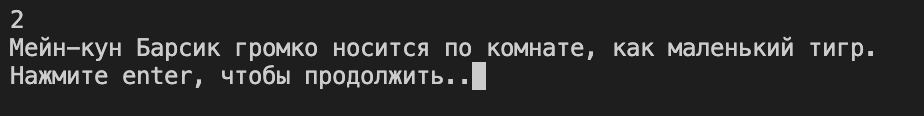 2
Мейн-кун Барсик громко носится по комнате, как маленький тигр.
Нажмите enter, чтобы продолжить..